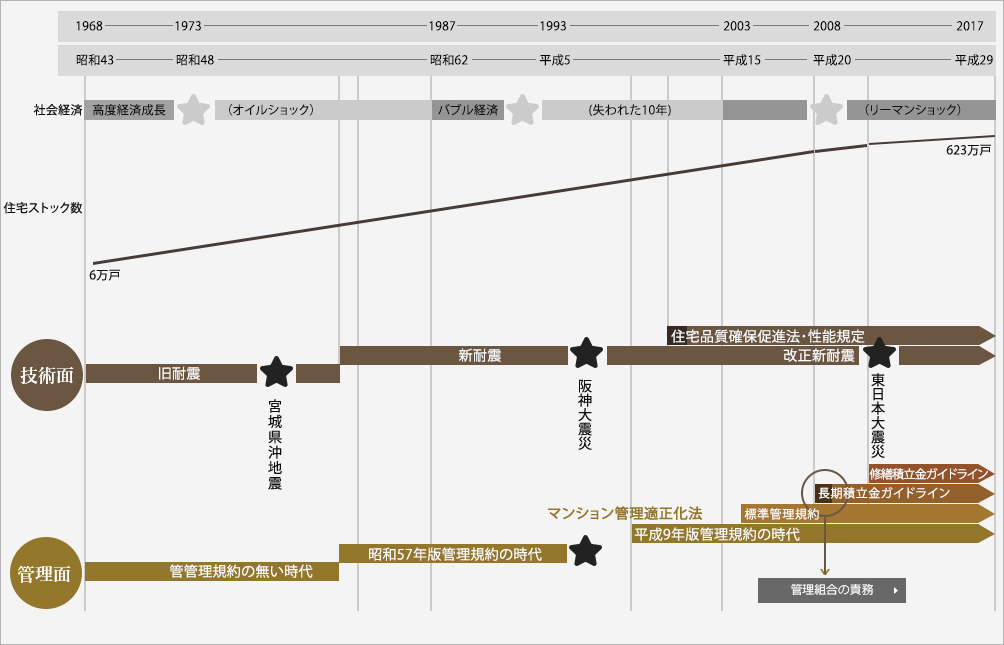 1968 1973 1987 1993 2003 2008 2017
昭和43 昭和48 昭和62 平成5 平成15 平成20 平成29
社会経済 高度経済成長 （オイルショック） バブル経済 (失われた10年) （リーマンショック）
623万戸
住宅ストック数
6万戸
住宅品質確保促進法・性能規定
新耐震 改正新耐震
技術面 旧耐震
宮城県沖地震
阪神大震災
東日本大震災
修繕積立金ガイドライン
長期積立金ガイドライン
マンション管理適正化法 標準管理規約
平成9年版管理規約の時代
昭和57年版管理規約の時代
管理面 管管理規約の無い時代
管理組合の責務